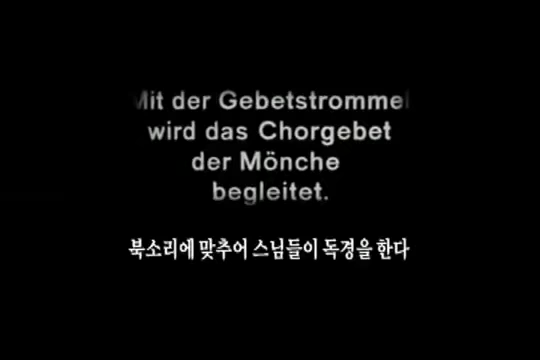 Mit der Gebetstrommel
wird das Chorgebet
der Mönche
begleitet.
북소리에 맞추어 스님들이 독경을 한다